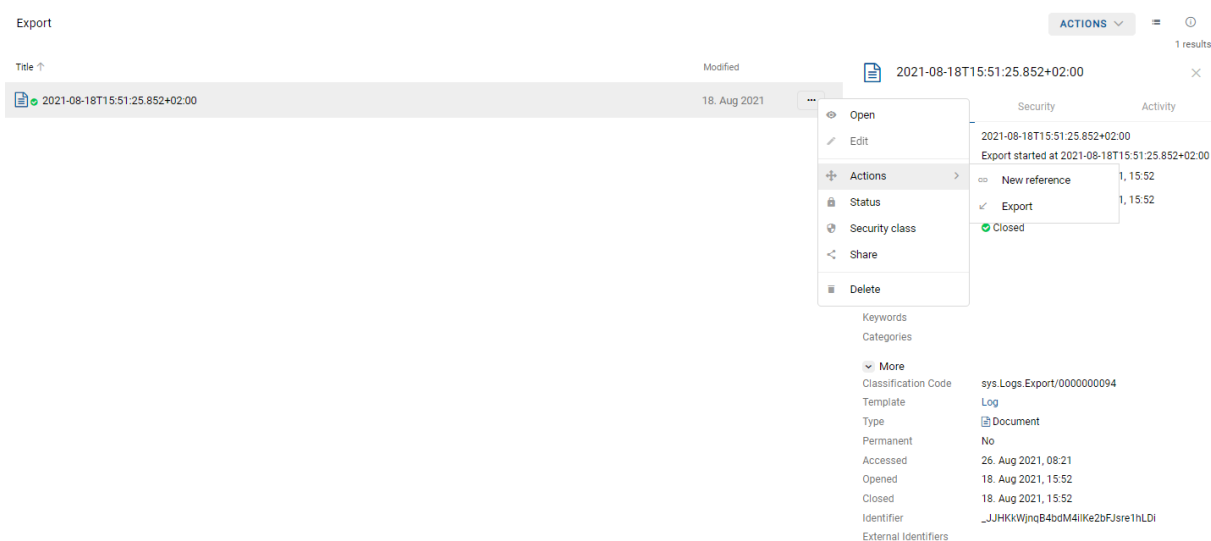 Export
ACTIONS
1 results
Title ↑
Modified
2021-08-18T15:51:25.852+02:00
18. Aug 2021
...
2021-08-18T15:51:25.852+02:00
Security
Activity
Open
Edit
Actions
Status
Security class
Share
Delete
New reference
Export
2021-08-18T15:51:25.852+02:00
Export started at 2021-08-18T15:51:25.852+02:00
1, 15:52
1, 15:52
Closed
Keywords
Categories
More
Classification Code sys.Logs.Export/0000000094
Template Log
Type Document
Permanent No
Accessed 26. Aug 2021, 08:21
Opened 18. Aug 2021, 15:52
Closed 18. Aug 2021, 15:52
Identifier
External Identifiers